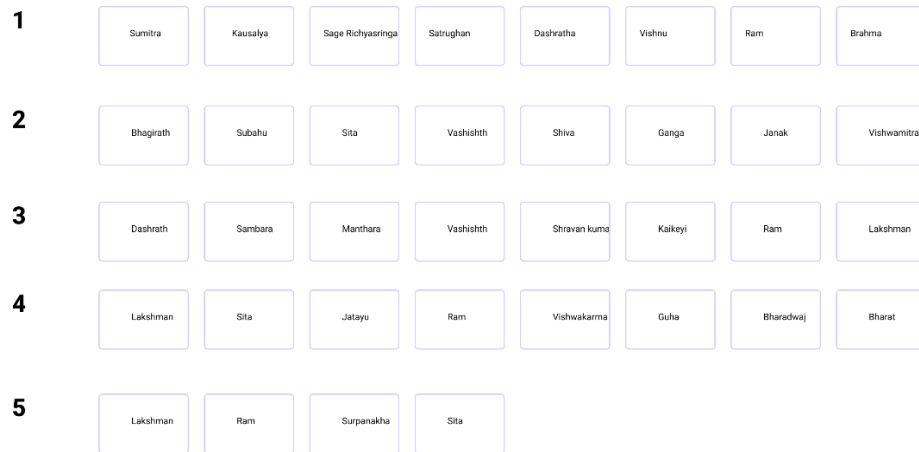 1 Sumitra Kausalya Sage Richyasringa Satrughan Dashratha Vishnu Ram Brahma
2 Bhagirath Subahu Sita Vashishth Shiva Ganga Janak Vishwamitra
3 Dashrath Sambara Manthara Vashishth Shravan kuma Kaikeyi Ram Lakshman
4 Lakshman Sita Jatayu Ram Vishwakarma Guha Bharadwaj Bharat
5 Lakshman Ram Surpanakha Sita